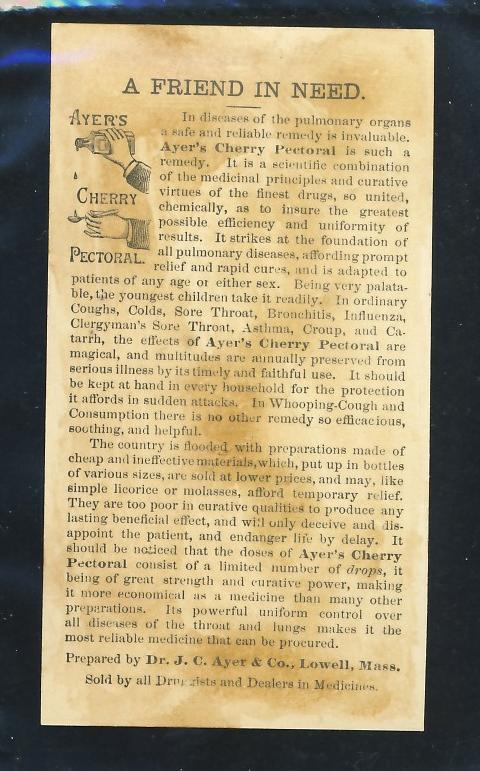 A FRIEND IN NEED.
AYER'S
CHERRY
PECTORAL.
In diseases of the pulmonary organs
a safe and reliable remedy is invaluable.
Ayer's Cherry Pectoral is such a
remedy. It is a scientific combination
of the medicinal principles and curative
virtues of the finest drugs, so united,
chemically, as to insure the greatest
possible efficiency and uniformity of
results. It strikes at the foundation of
all pulmonary diseases, affording prompt
relief and rapid cures, and is adapted to
patients of any age or either sex. Being very palata-
ble, the youngest children take it readily. In ordinary
Coughs, Colds, Sore Throat, Bronchitis, Influenza,
Clergyman's Sore Throat, Asthma, Croup, and Ca-
tarrh, the effects of Ayer's Cherry Pectoral are
magical, and multitudes are annually preserved from
serious illness by its timely and faithful use. It should
be kept at hand in every household for the protection
it affords in sudden attacks. In Whooping-Cough and
Consumption there is no other remedy so efficacious,
soothing, and helpful.
The country is flooded with preparations made of
cheap and ineffective materials, which, put up in bottles
of various sizes, are sold at lower prices, and may, like
simple licorice or molasses, afford temporary relief.
They are too poor in curative qualities to produce any
lasting beneficial effect, and will only deceive and dis-
appoint the patient, and endanger life by delay. It
should be noticed that the doses of Ayer's Cherry
Pectoral consist of a limited number of drops, it
being of great strength and curative power, making
it more economical as a medicine than many other
preparations. Its powerful uniform control over
all diseases of the throat and lungs makes it the
most reliable medicine that can be procured.
Prepared by Dr. J. C. Ayer & Co., Lowell, Mass.
Sold by all Druggists and Dealers in Medicines.